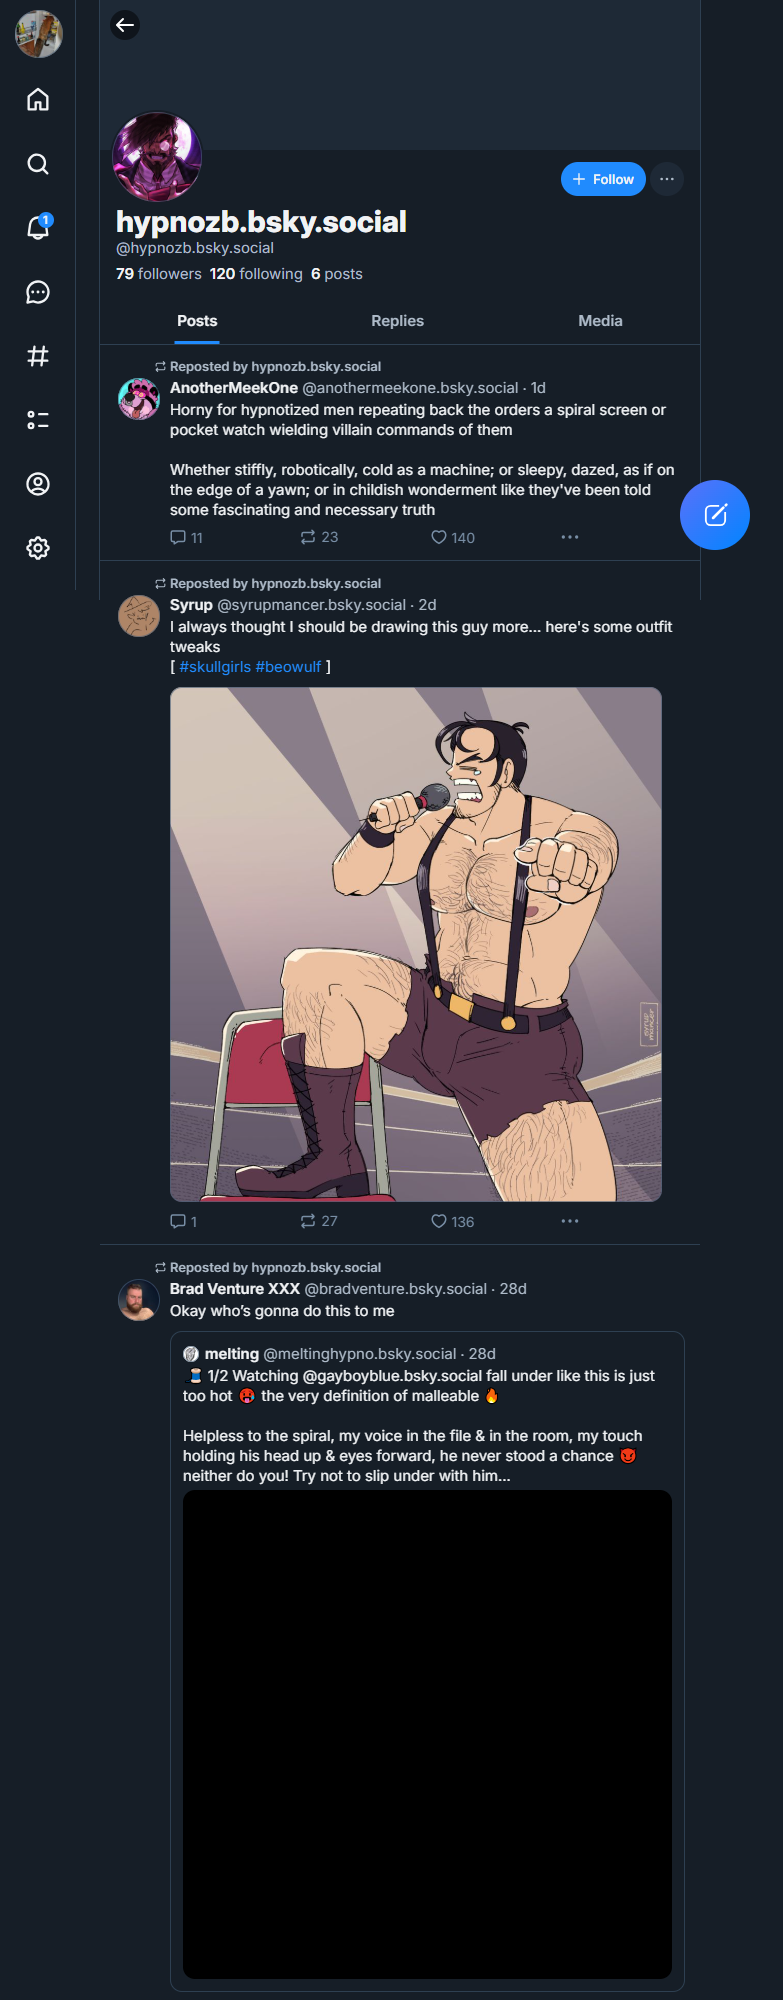 1
+ Follow
hypnozb.bsky.social
@hypnozb.bsky.social
79 followers 120 following 6 posts
Posts Replies Media
Reposted by hypnozb.bsky.social
AnotherMeekOne @anothermeekone.bsky.social · 1d
Horny for hypnotized men repeating back the orders a spiral screen or
pocket watch wielding villain commands of them
Whether stiffly, robotically, cold as a machine; or sleepy, dazed, as if on
the edge of a yawn; or in childish wonderment like they've been told
some fascinating and necessary truth
11 23 140
Reposted by hypnozb.bsky.social
Syrup @syrupmancer.bsky.social · 2d
I always thought I should be drawing this guy more... here's some outfit
tweaks
[ #skullgirls #beowulf ]
syrup
mancer
1 27 136
Reposted by hypnozb.bsky.social
Brad Venture XXX @bradventure.bsky.social · 28d
Okay who’s gonna do this to me
melting @meltinghypno.bsky.social · 28d
🧵 1/2 Watching @gayboyblue.bsky.social fall under like this is just
too hot 🥵 the very definition of malleable 🔥
Helpless to the spiral, my voice in the file & in the room, my touch
holding his head up & eyes forward, he never stood a chance 😈
neither do you! Try not to slip under with him...